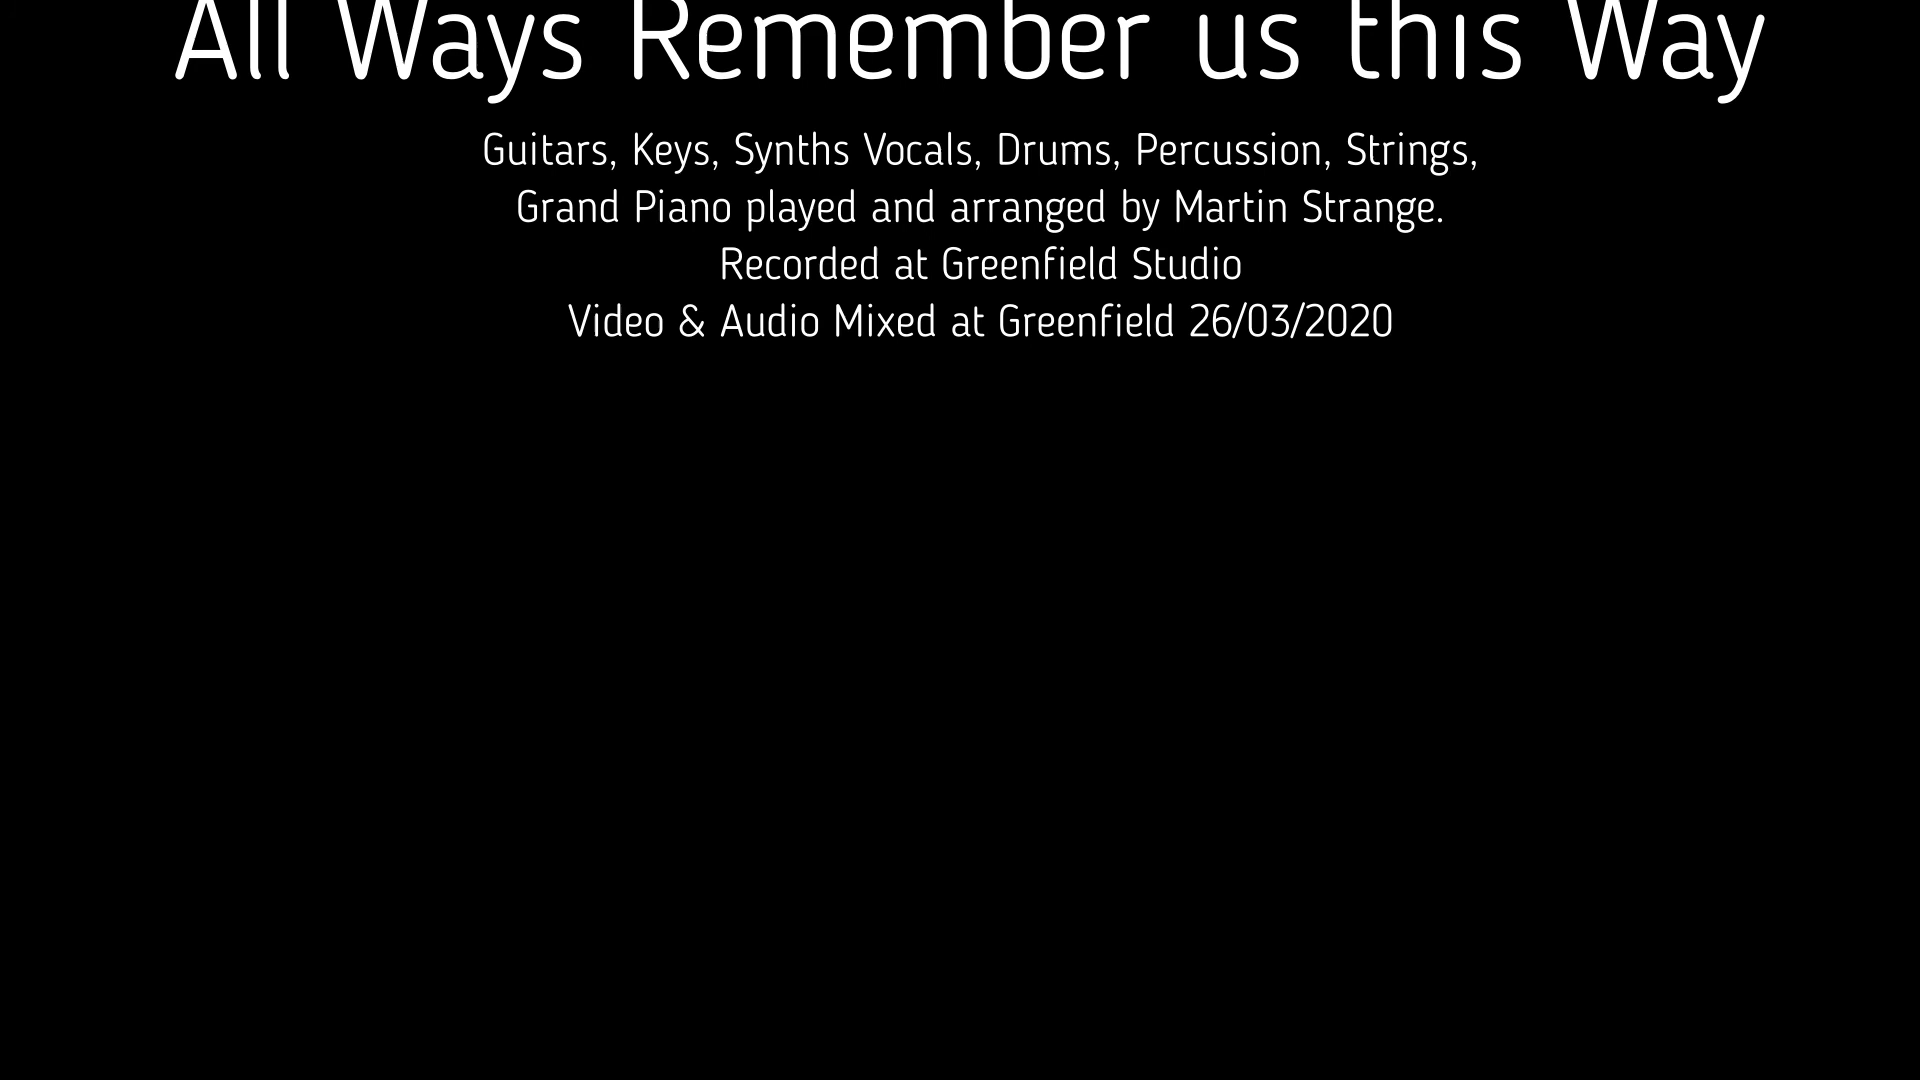 All Ways Remember us this Way
Guitars, Keys, Synths Vocals, Drums, Percussion, Strings,
Grand Piano played and arranged by Martin Strange.
Recorded at Greenfield Studio
Video & Audio Mixed at Greenfield 26/03/2020